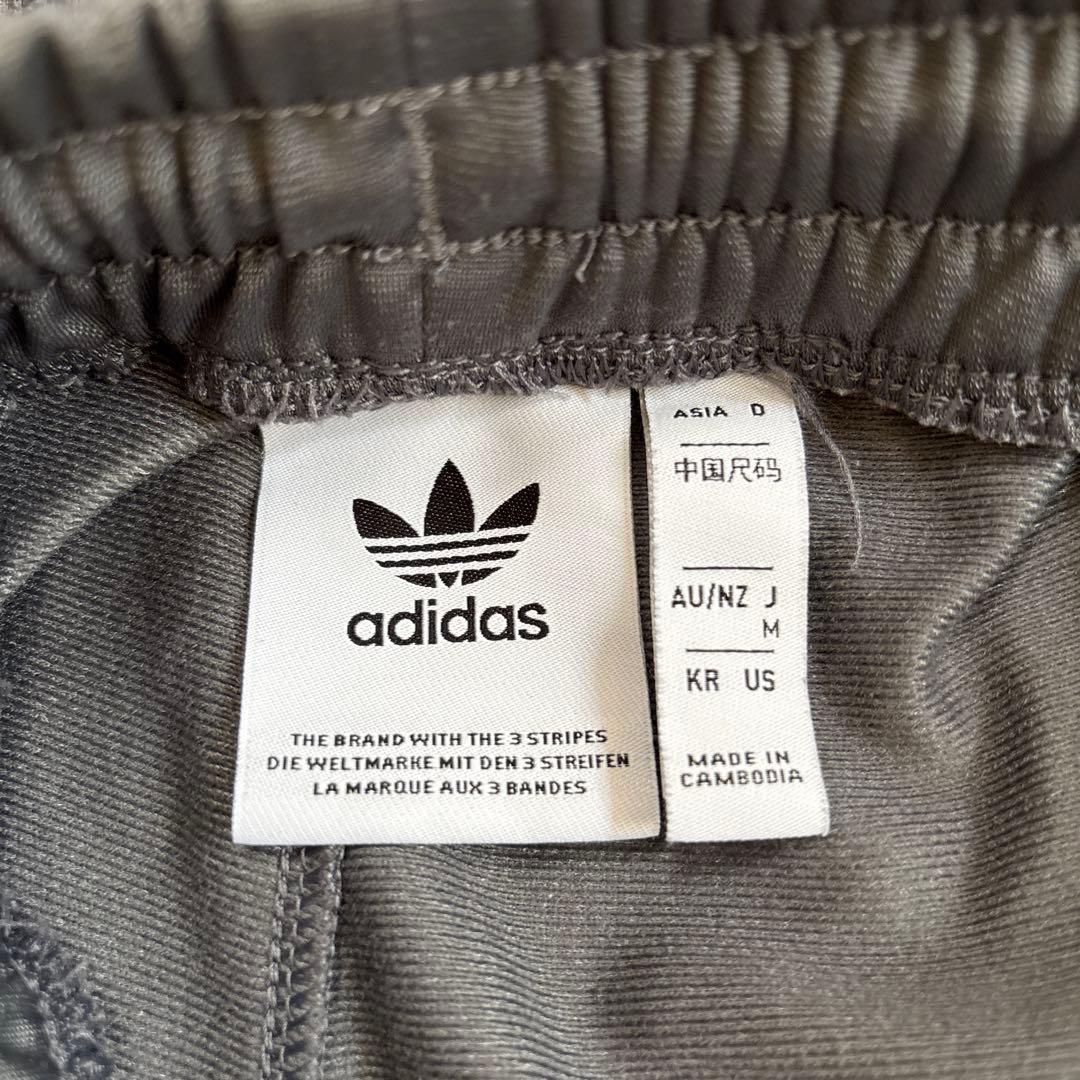 adidas
THE BRAND WITH THE 3 STRIPES
DIE WELTMARKE MIT DEN 3 STREIFEN
LA MARQUE AUX 3 BANDES
ASIA D
中国尺码
AU/NZ J
M
KR US
MADE IN
CAMBODIA